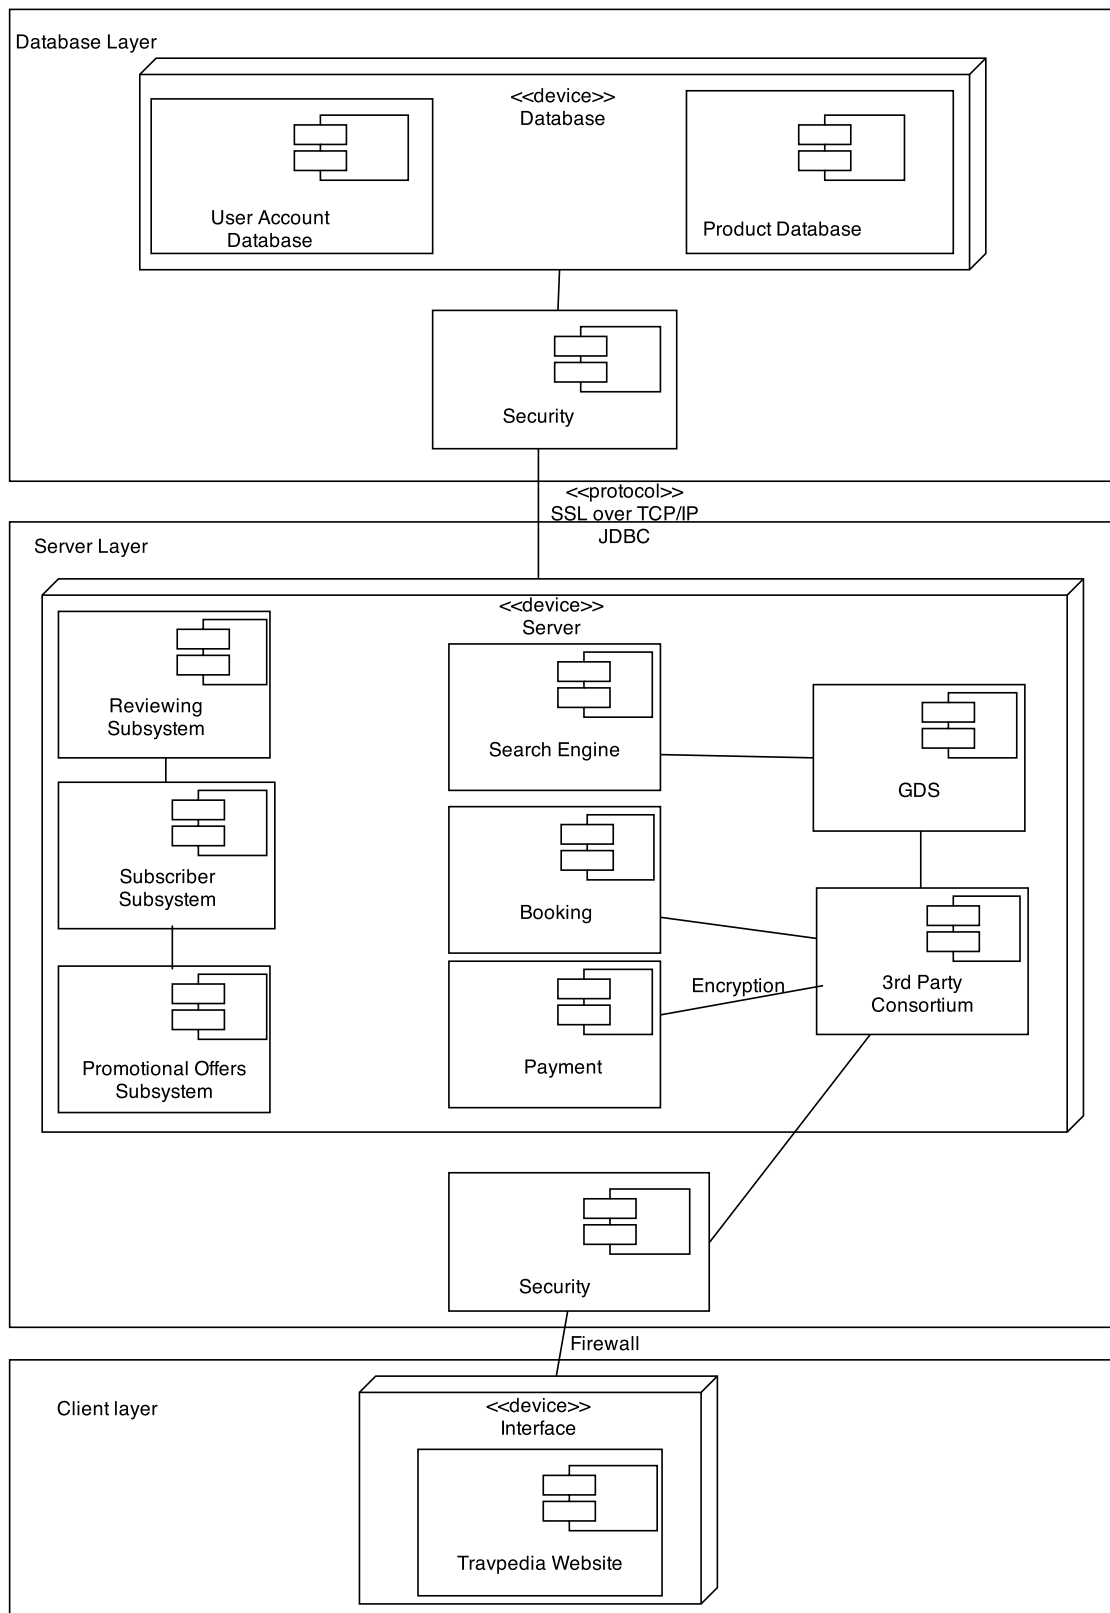 Database Layer
<<device>>
Database
User Account
Database
Product Database
Security
<<protocol>>
SSL over TCP/IP
JDBC
Server Layer
<<device>>
Server
Reviewing
Subsystem
Search Engine
GDS
Subscriber
Subsystem
Booking
Encryption
3rd Party
Consortium
Promotional Offers
Subsystem
Payment
Security
Firewall
Client layer
<<device>>
Interface
Travpedia Website